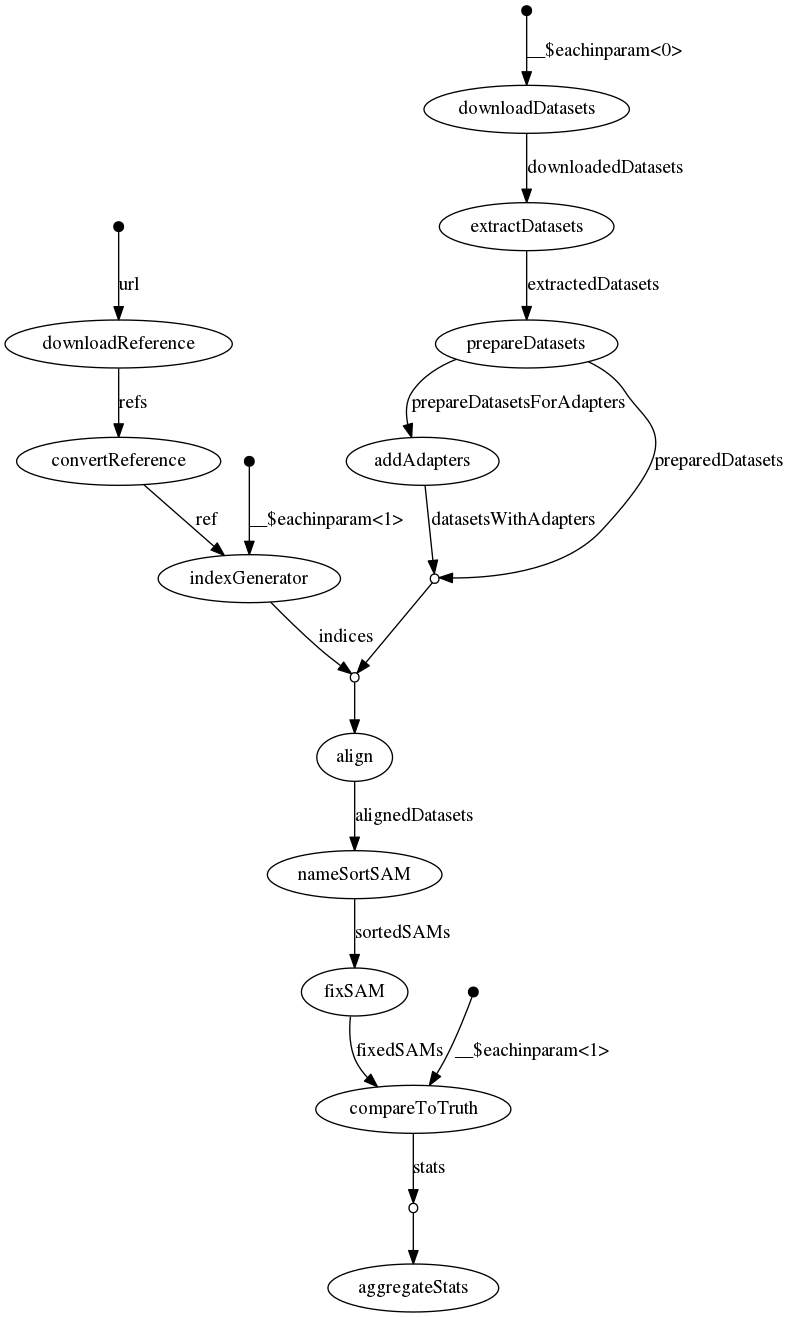 __$eachinparam<0>
downloadDatasets
downloadedDatasets
extractDatasets
url
extractedDatasets
downloadReference
prepareDatasets
refs
prepareDatasetsForAdapters
convertReference
addAdapters
preparedDatasets
ref
__$eachinparam<1>
datasetsWithAdapters
indexGenerator
indices
align
alignedDatasets
nameSortSAM
sortedSAMs
fixSAM
fixedSAMs
__$eachinparam<1>
compareToTruth
stats
aggregateStats